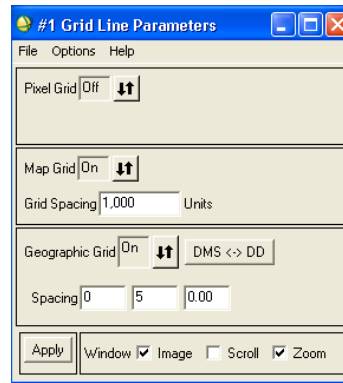 #1 Grid Line Parameters
File Options Help
Pixel Grid Off
Map Grid On
Grid Spacing 1,000 Units
Geographic Grid On DMS <-> DD
Spacing 0 5 0.00
Apply Window Image Scroll Zoom